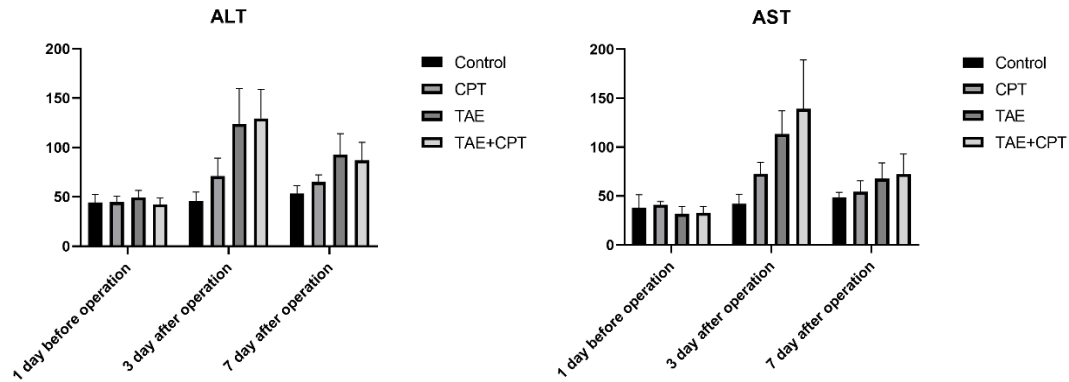 ALT
200
150
100
50
0
1 day before operation
3 day after operation
7 day after operation
Control
CPT
TAE
TAE+CPT
AST
200
150
100
50
0
1 day before operation
3 day after operation
7 day after operation
Control
CPT
TAE
TAE+CPT